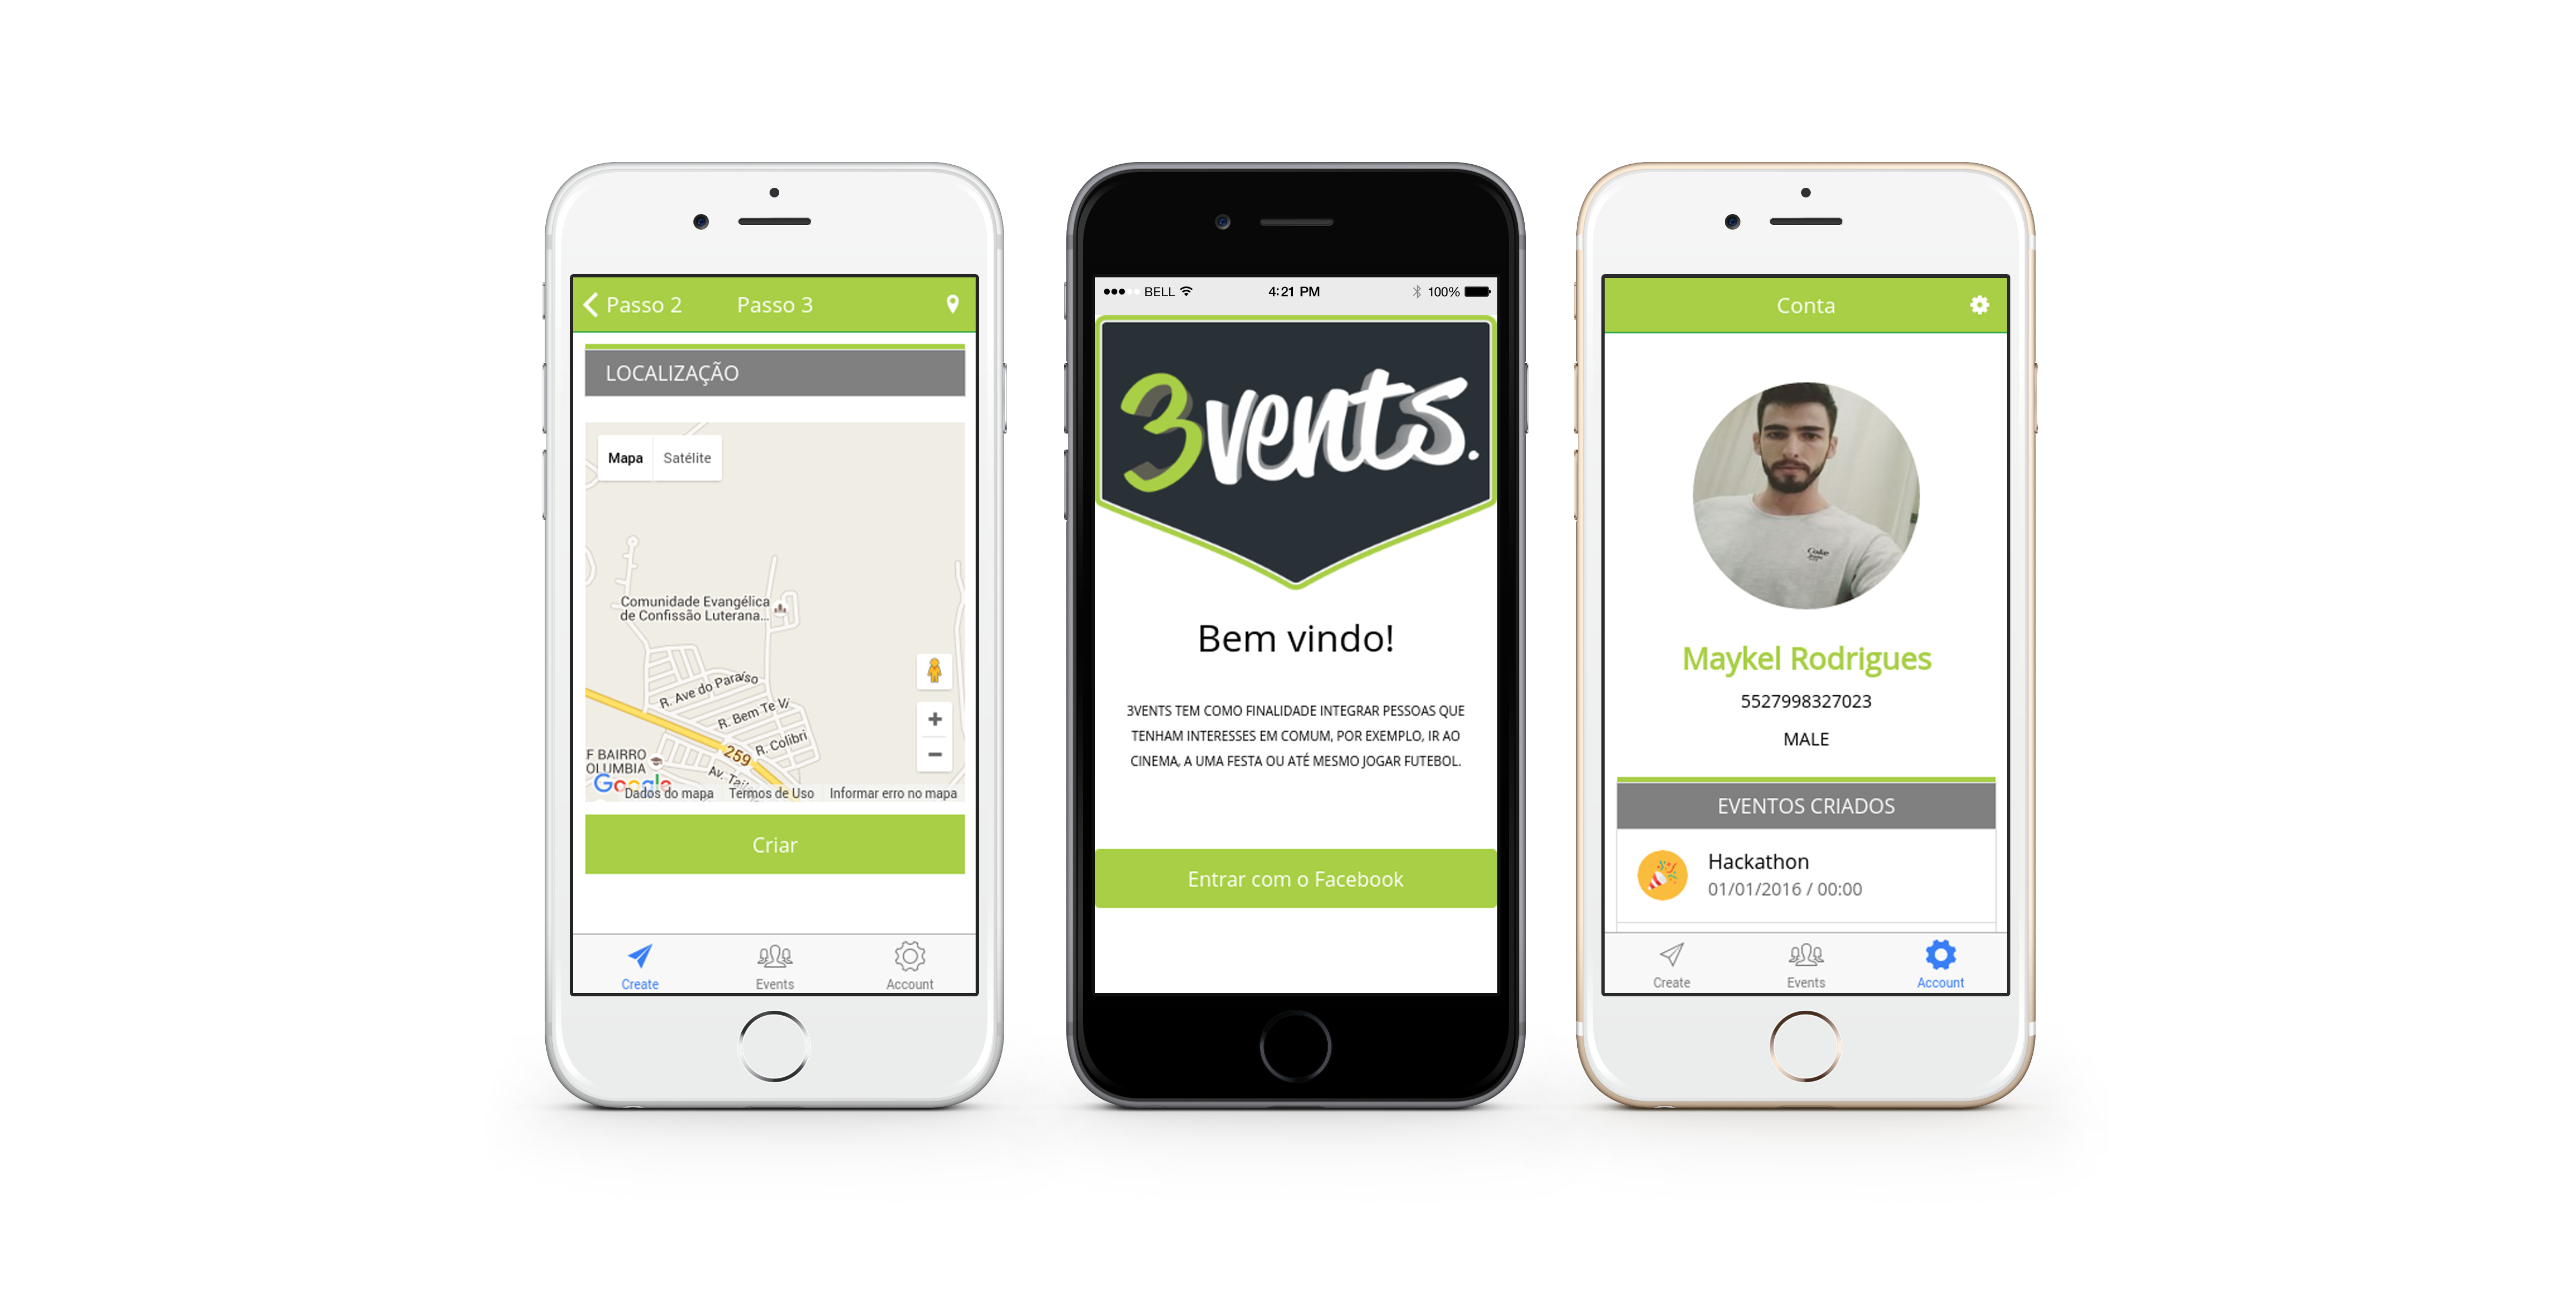 Passo 2 Passo 3
LOCALIZAÇÃO
Mapa Satélite
Comunidade Evangélica
de Confissão Luterana...
R. Ave do Paraíso
R. Bem Te Vi
R. Colibri
259
F BAIRRO
OLUMBIA
Av.
Google
Dados do mapa Termos de Uso Informar erro no mapa
Criar
Create Events Account
BELL 4:21 PM 100%
3vents.
Bem vindo!
3VENTS TEM COMO FINALIDADE INTEGRAR PESSOAS QUE
TENHAM INTERESSES EM COMUM, POR EXEMPLO, IR AO
CINEMA, A UMA FESTA OU ATÉ MESMO JOGAR FUTEBOL.
Entrar com o Facebook
Conta
Maykel Rodrigues
5527998327023
MALE
EVENTOS CRIADOS
Hackathon
01/01/2016 / 00:00
Create Events Account